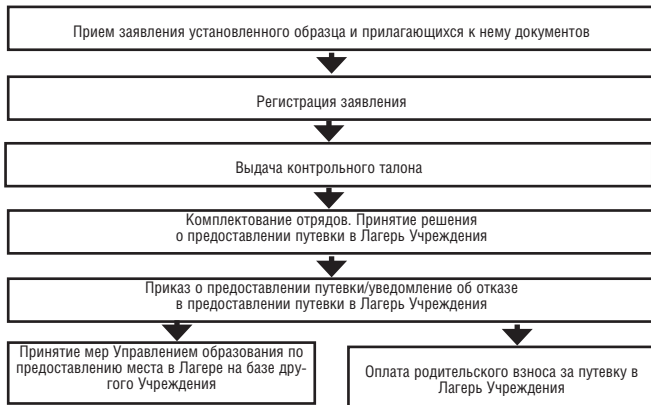 Прием заявления установленного образца и прилагающихся к нему документов
Регистрация заявления
Выдача контрольного талона
Комплектование отрядов. Принятие решения
о предоставлении путевки в Лагерь Учреждения
Приказ о предоставлении путевки/уведомление об отказе
в предоставлении путевки в Лагерь Учреждения
Принятие мер Управлением образования по
предоставлению места в Лагере на базе дру-
гого Учреждения
Оплата родительского взноса за путевку в
Лагерь Учреждения